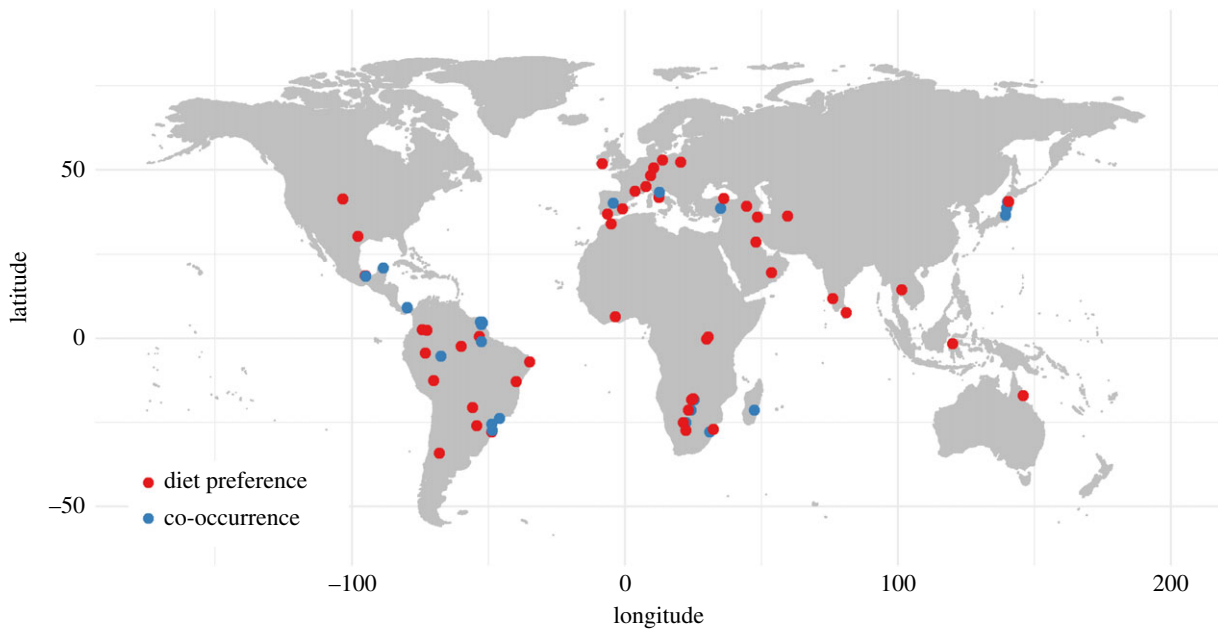 50
0
−50
latitude
diet preference
co-occurrence
−100 0 100 200
longitude